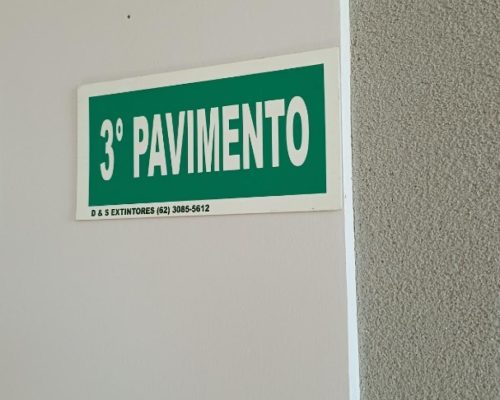 3° PAVIMENTO
D & S EXTINTORES (62) 3085-5612